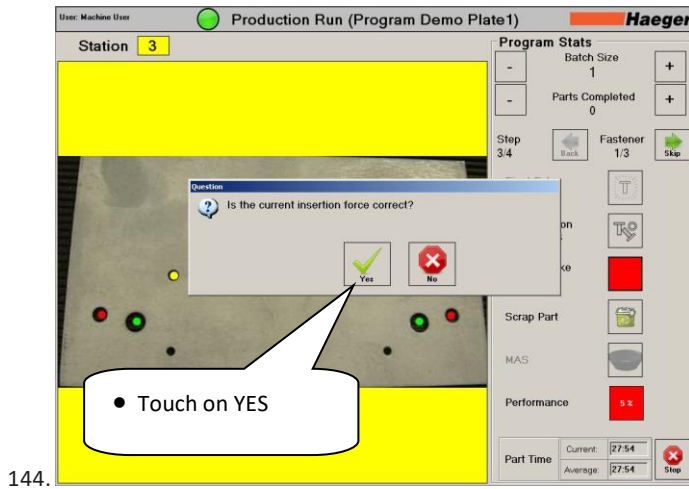 User: Machine User
Production Run (Program Demo Plate1)
Haeger
Station 3
Program Stats
Batch Size
- 1 +
Parts Completed
- 0 +
Step
3/4
Back
Fastener
1/3
Skip
Question
Is the current insertion force correct?
Yes
No
Scrap Part
MAS
Performance
5 %
Part Time
Current: 27:54
Average: 27:54
Stop
• Touch on YES
144.